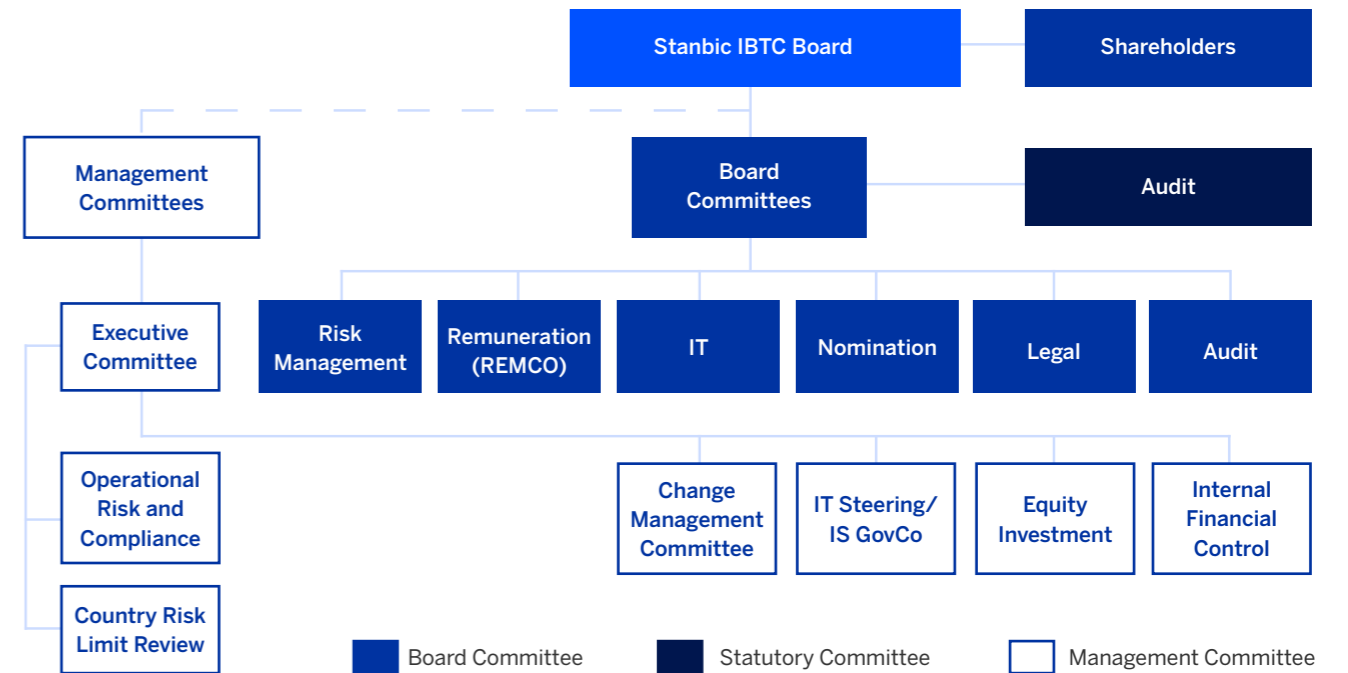 Stanbic IBTC Board
Shareholders
Management
Committees
Board
Committees
Audit
Executive
Committee
Risk
Management
Remuneration
(REMCO)
IT
Nomination
Legal
Audit
Operational
Risk and
Compliance
Change
Management
Committee
IT Steering/
IS GovCo
Equity
Investment
Internal
Financial
Control
Country Risk
Limit Review
Board Committee
Statutory Committee
Management Committee